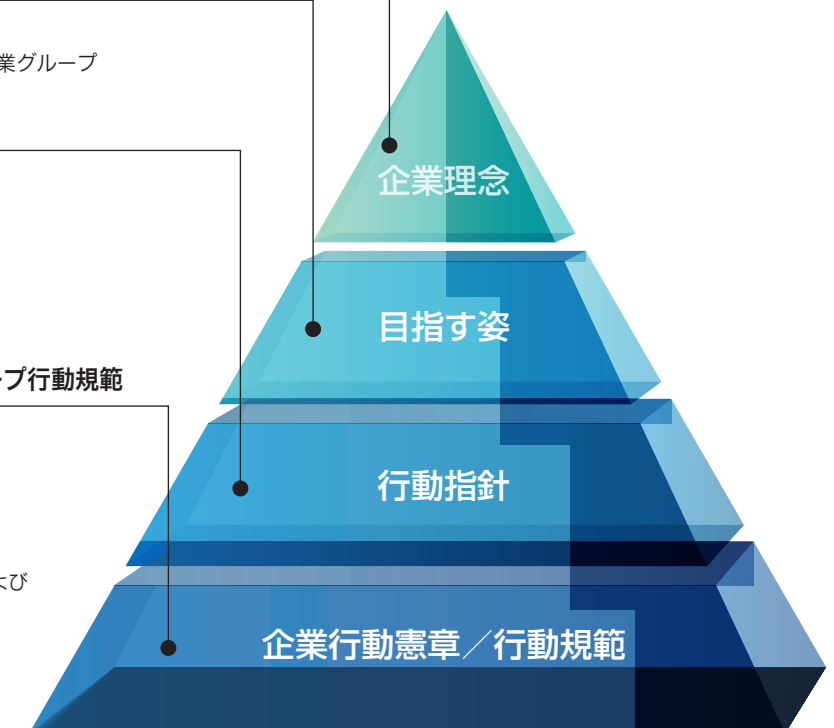 業グループ
企業理念
目指す姿
プ行動規範
行動指針
よび
企業行動憲章／行動規範